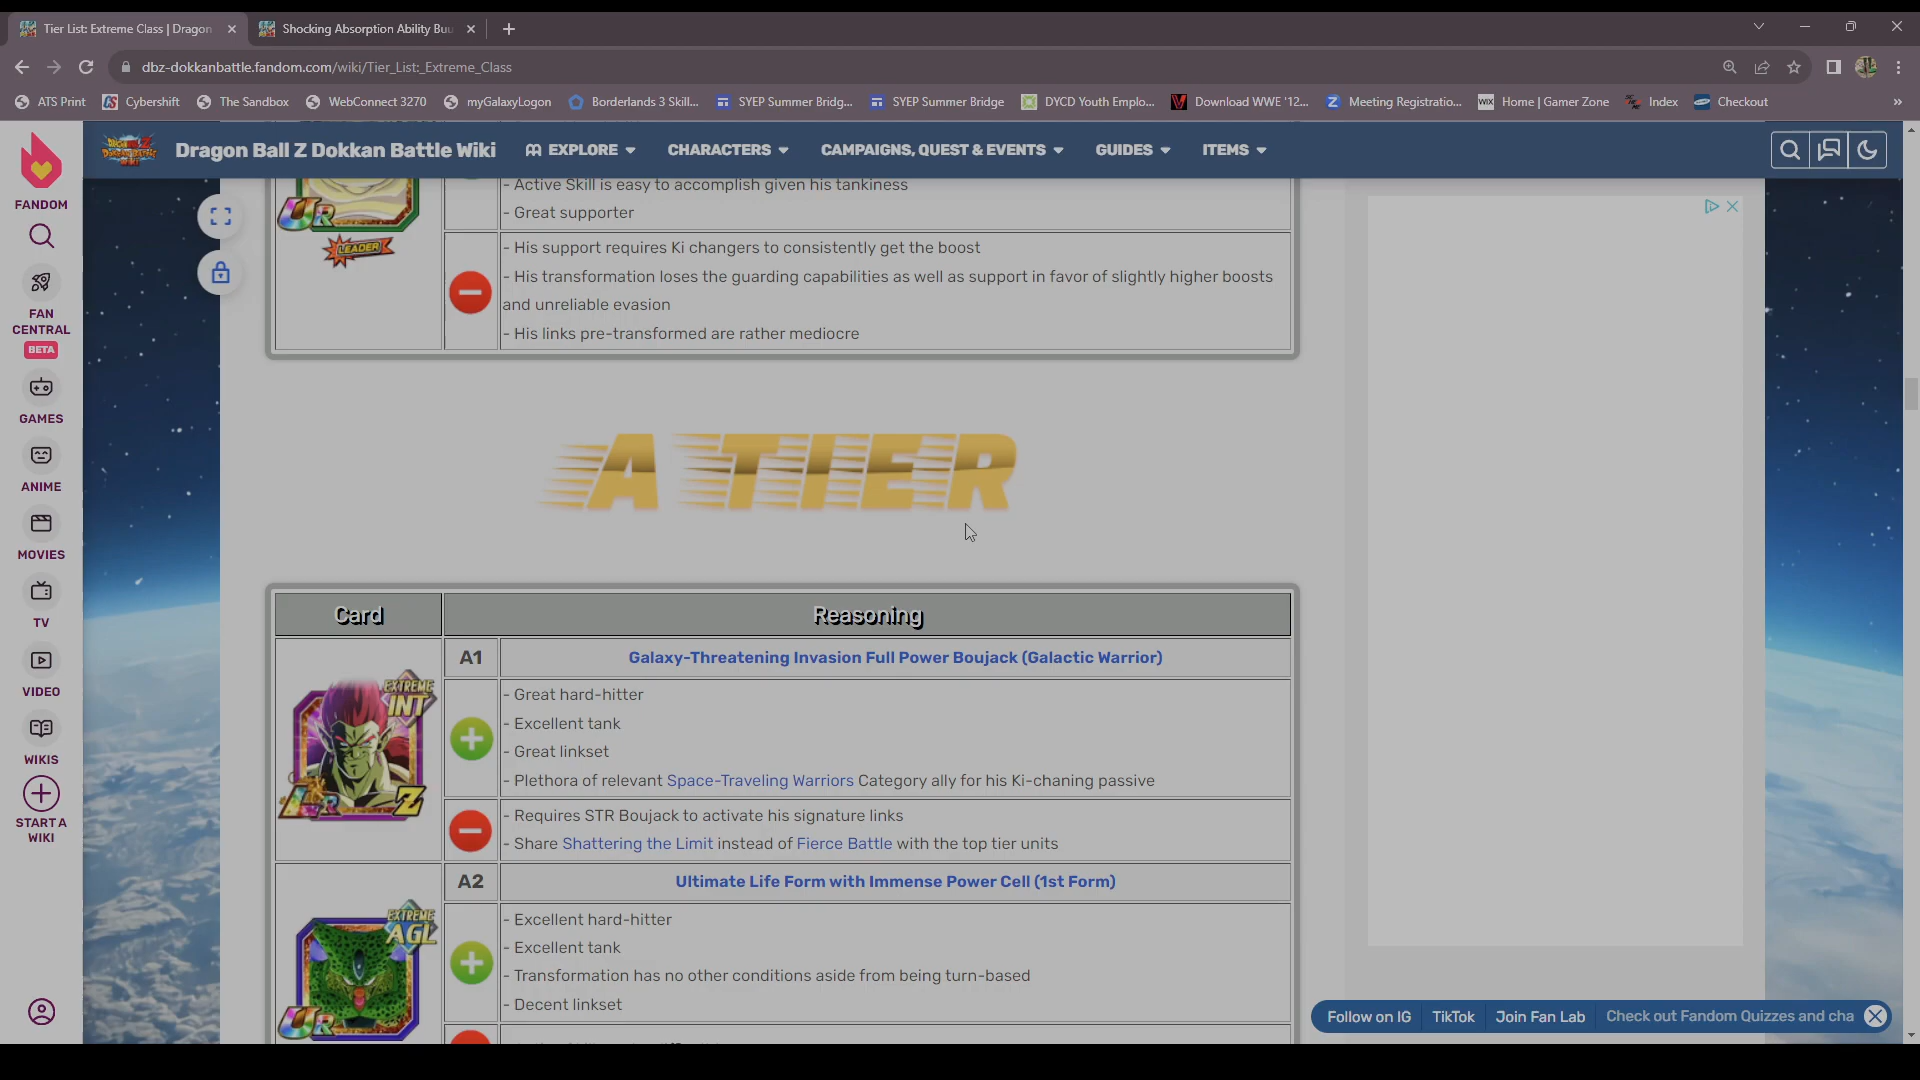 Tier List: Extreme Class | Dragon
Shocking Absorption Ability Buu
dbz-dokkanbattle.fandom.com/wiki/Tier_List:_Extreme_Class
ATS Print
Cybershift
The Sandbox
WebConnect 3270
myGalaxyLogon
Borderlands 3 Skill...
SYEP Summer Bridg...
SYEP Summer Bridge
DYCD Youth Emplo...
Download WWE '12...
Meeting Registratio...
WIX
Home | Gamer Zone
Index
Checkout
Dragon Ball Z Dokkan Battle Wiki
EXPLORE
CHARACTERS
CAMPAIGNS, QUEST & EVENTS
GUIDES
ITEMS
FANDOM
FAN
CENTRAL
BETA
GAMES
ANIME
MOVIES
TV
VIDEO
WIKIS
START A
WIKI
UR
LEADER
- Active Skill is easy to accomplish given his tankiness
- Great supporter
- His support requires Ki changers to consistently get the boost
- His transformation loses the guarding capabilities as well as support in favor of slightly higher boosts
and unreliable evasion
- His links pre-transformed are rather mediocre
A TIER
Card
Reasoning
EXTREME
INT
LR
Z
A1
Galaxy-Threatening Invasion Full Power Boujack (Galactic Warrior)
- Great hard-hitter
- Excellent tank
- Great linkset
- Plethora of relevant Space-Traveling Warriors Category ally for his Ki-chaning passive
- Requires STR Boujack to activate his signature links
- Share Shattering the Limit instead of Fierce Battle with the top tier units
EXTREME
AGL
UR
A2
Ultimate Life Form with Immense Power Cell (1st Form)
- Excellent hard-hitter
- Excellent tank
- Transformation has no other conditions aside from being turn-based
- Decent linkset
Follow on IG
TikTok
Join Fan Lab
Check out Fandom Quizzes and cha